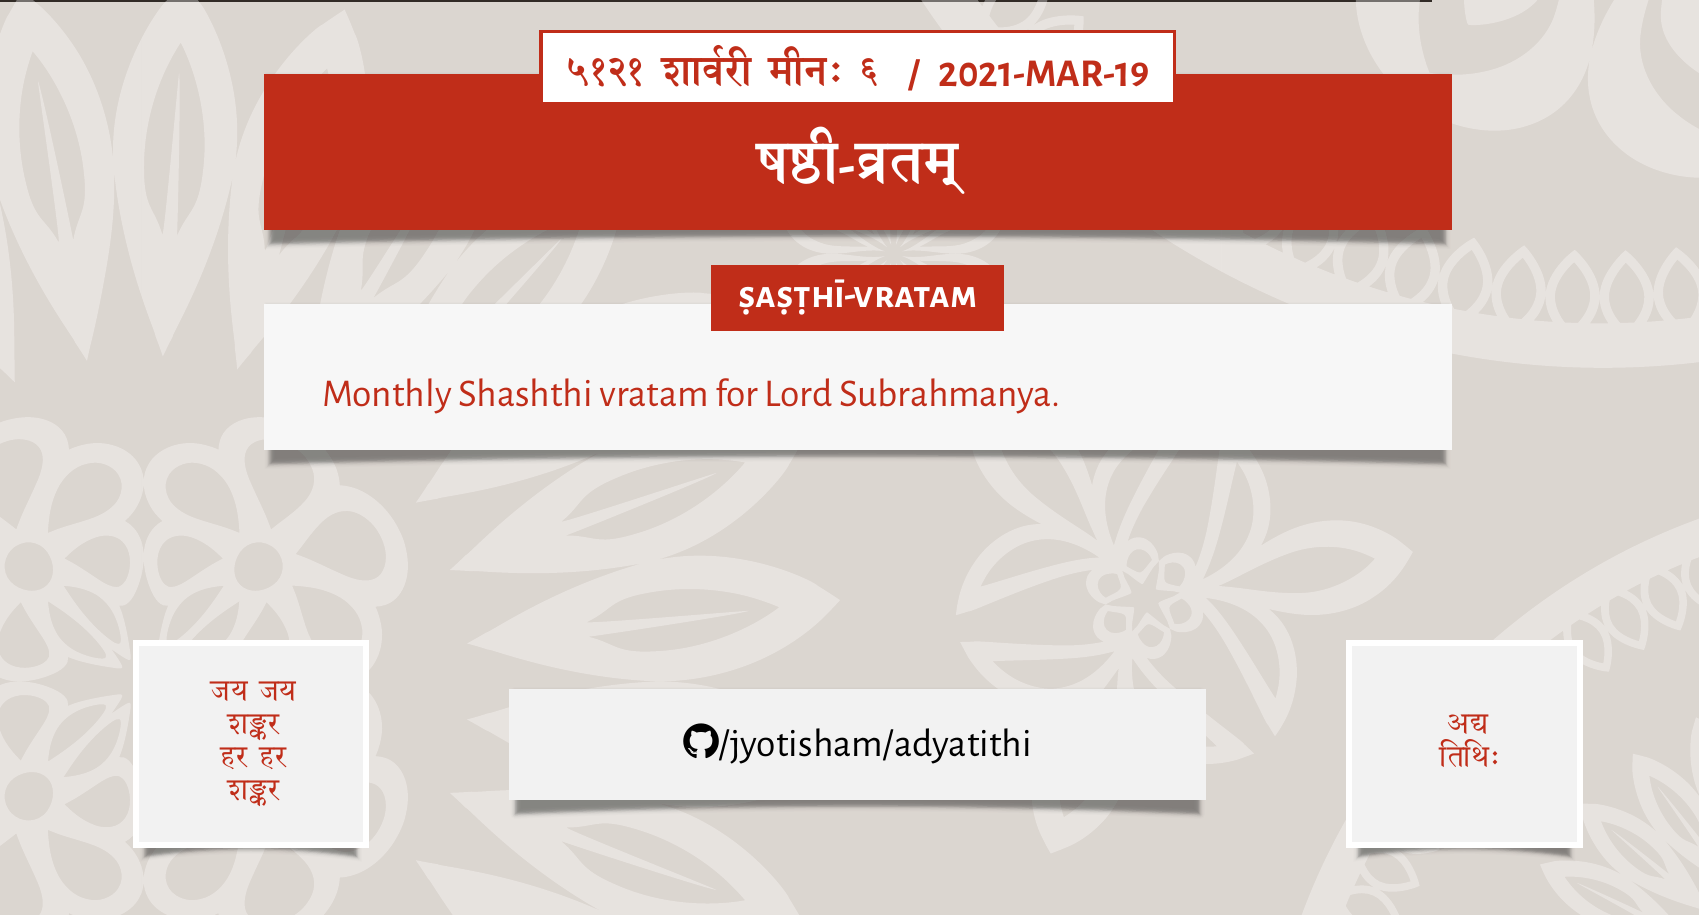 ५१२१ शार्वरी मीनः ६ / 2021-MAR-19
षष्ठी-व्रतम्
ṢAṢṬHĪ-VRATAM
Monthly Shashthi vratam for Lord Subrahmanya.
जय जय
शङ्कर
हर हर
शङ्कर
/jyotisham/adyatithi
अद्य
तिथिः